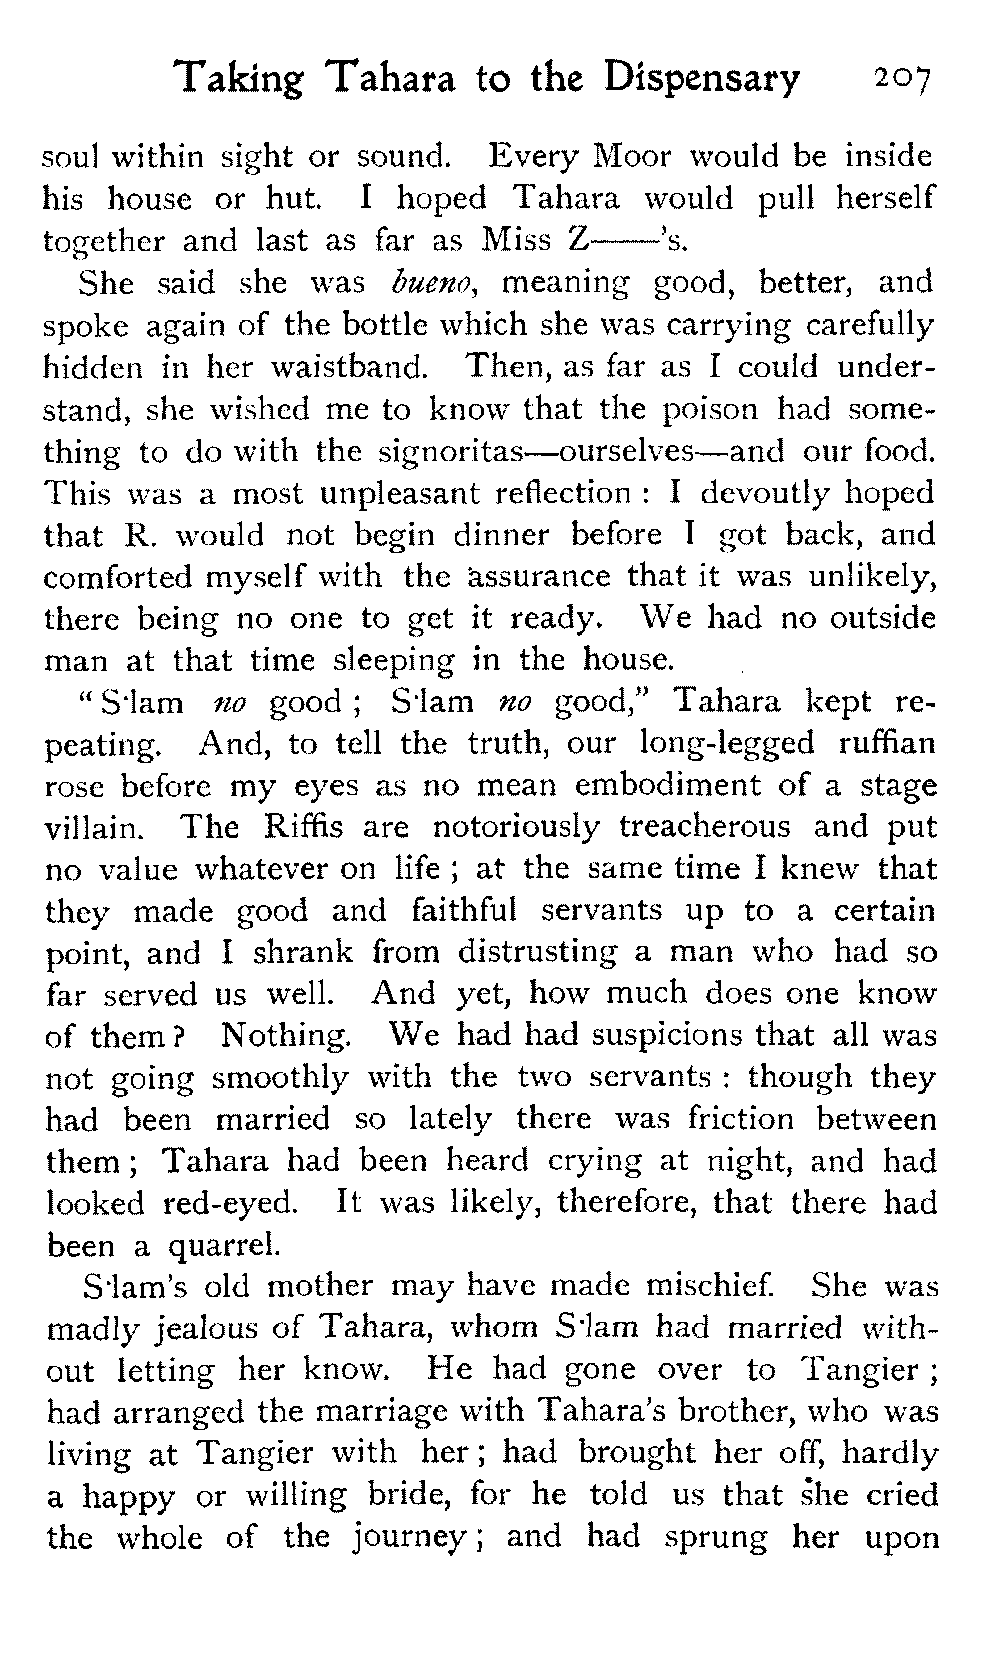 Taking Tahara to the Dispensary 207
soul within sight or sound. Every Moor would be inside
his house or hut. I hoped Tahara would pull herself
together and last as far as Miss Z——'s.
She said she was bueno, meaning good, better, and
spoke again of the bottle which she was carrying carefully
hidden in her waistband. Then, as far as I could under-
stand, she wished me to know that the poison had some-
thing to do with the signoritas—ourselves—and our food.
This was a most unpleasant reflection : I devoutly hoped
that R. would not begin dinner before I got back, and
comforted myself with the assurance that it was unlikely,
there being no one to get it ready. We had no outside
man at that time sleeping in the house.
" S'lam no good ; S'lam no good," Tahara kept re-
peating. And, to tell the truth, our long-legged ruffian
rose before my eyes as no mean embodiment of a stage
villain. The Riffis are notoriously treacherous and put
no value whatever on life ; at the same time I knew that
they made good and faithful servants up to a certain
point, and I shrank from distrusting a man who had so
far served us well. And yet, how much does one know
of them ? Nothing. We had had suspicions that all was
not going smoothly with the two servants : though they
had been married so lately there was friction between
them ; Tahara had been heard crying at night, and had
looked red-eyed. It was likely, therefore, that there had
been a quarrel.
S'lam's old mother may have made mischief. She was
madly jealous of Tahara, whom S'lam had married with-
out letting her know. He had gone over to Tangier ;
had arranged the marriage with Tahara's brother, who was
living at Tangier with her ; had brought her off, hardly
a happy or willing bride, for he told us that she cried
the whole of the journey ; and had sprung her upon